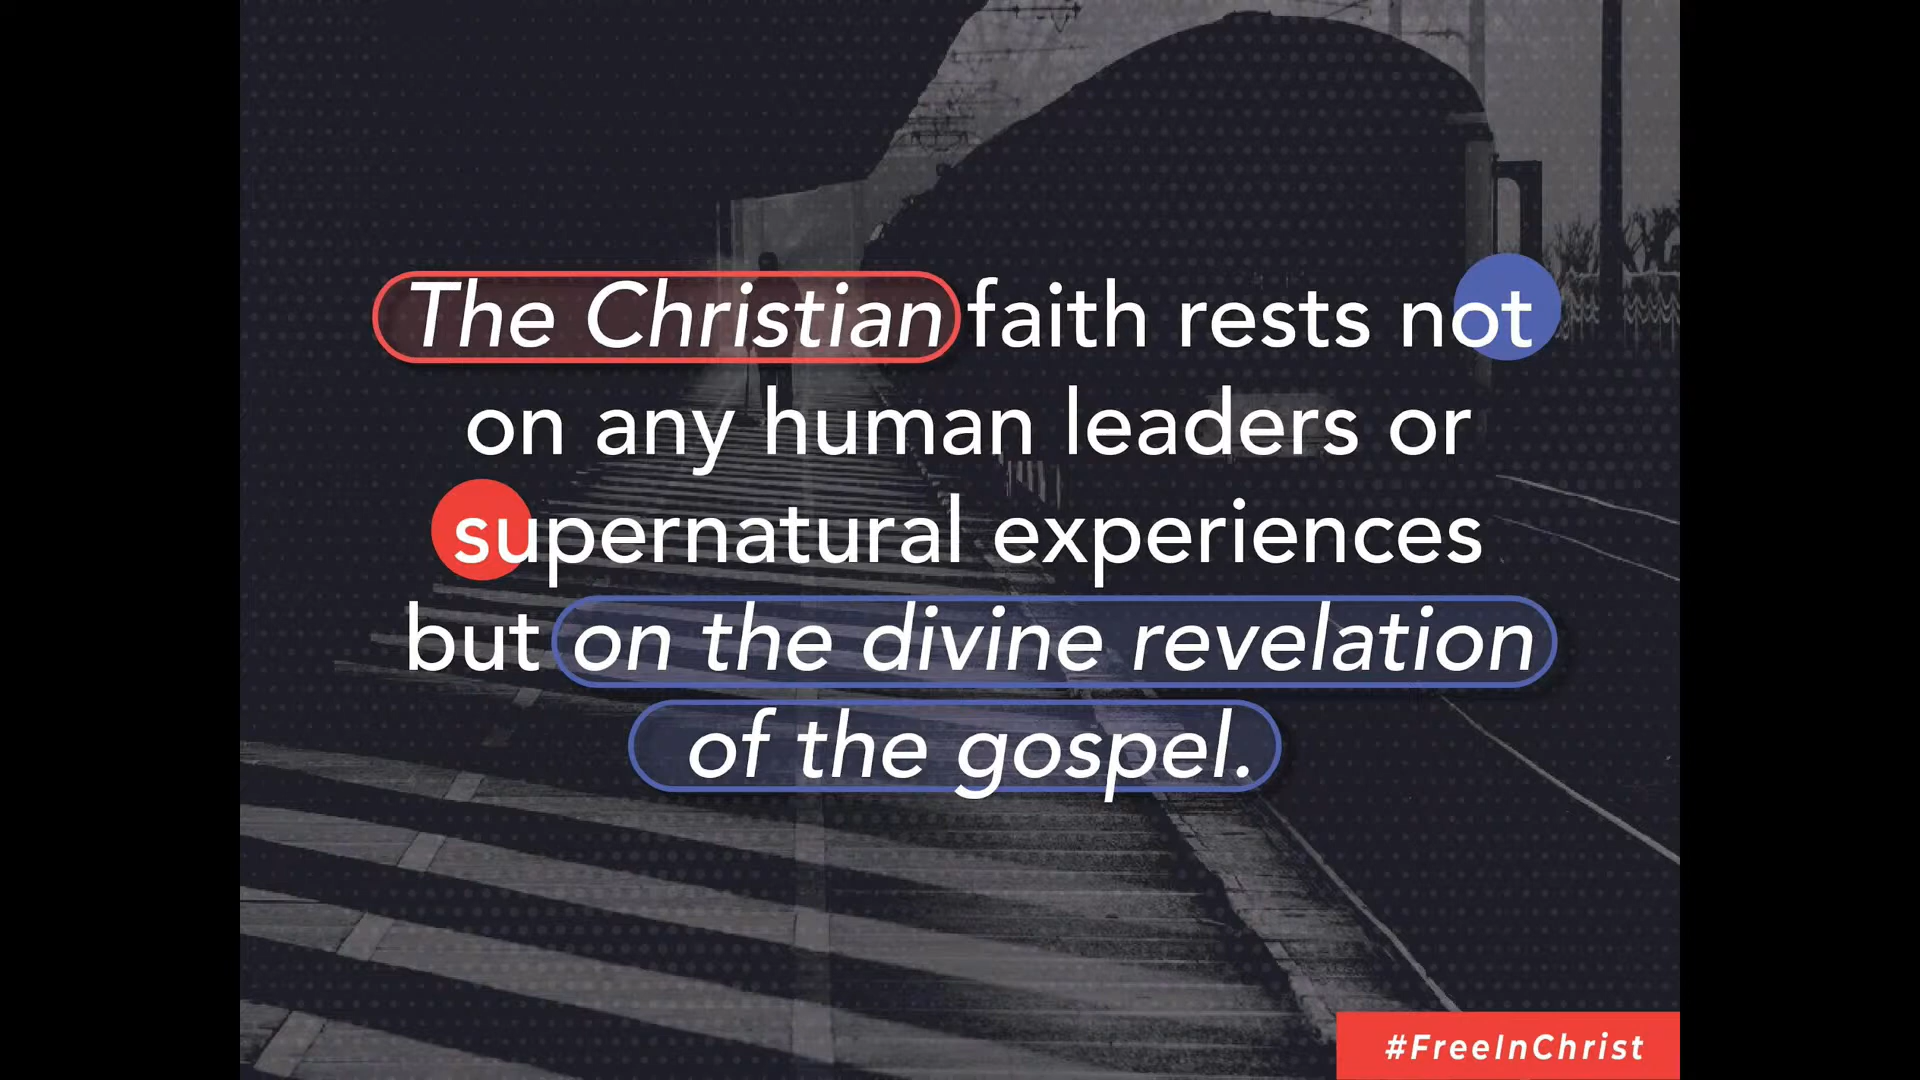 The Christian faith rests not
on any human leaders or
supernatural experiences
but on the divine revelation
of the gospel.
#FreeInChrist